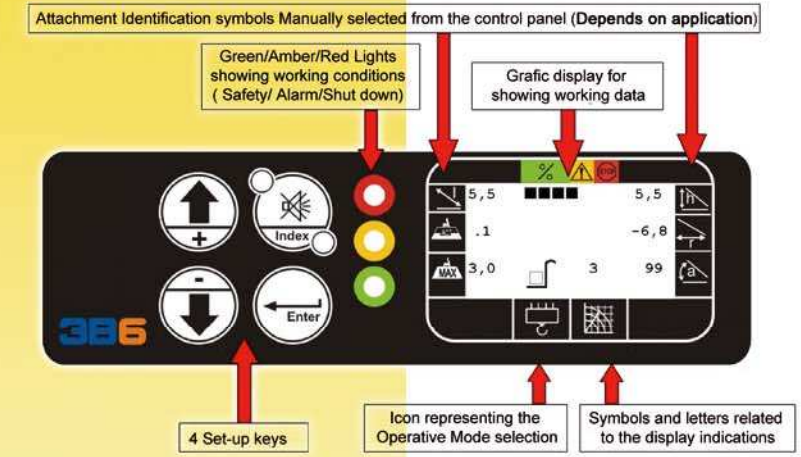 Attachment Identification symbols Manually selected from the control panel (Depends on application)
Green/Amber/Red Lights
showing working conditions
( Safety/ Alarm/Shut down)
Grafic display for
showing working data
+
-
Index
Enter
3B6
% ! STOP
l 5,5 5,5 h
.1 -6,8 r
MAX 3,0 3 99 a
4 Set-up keys
Icon representing the
Operative Mode selection
Symbols and letters related
to the display indications